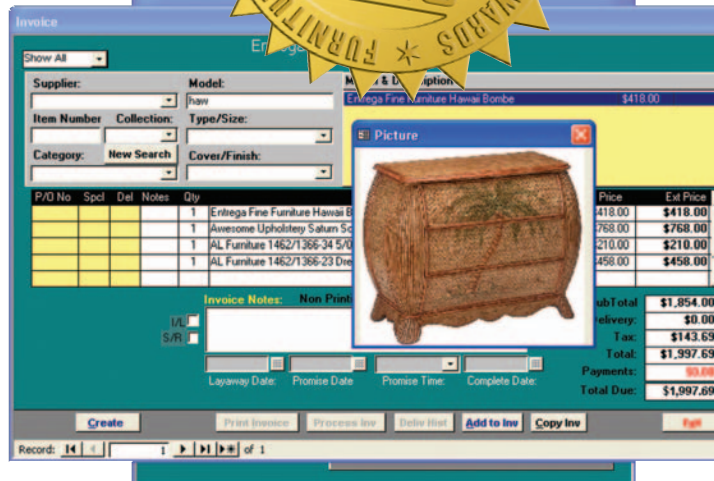 AWARDS
FURNITU
Invoice
Show All
Supplier:
Model:
haw
Item Number Collection: Type/Size:
Category: New Search Cover/Finish:
Entrega Fine Furniture Hawaii Bombe $418.00
Picture
P/O No Spcl Del Notes Qty Price Ext Price
1 Entrega Fine Furniture Hawaii B 418.00 $418.00
1 Awesome Upholstery Saturn So 768.00 $768.00
1 AL Furniture 1462/1366-34 5/0 210.00 $210.00
1 AL Furniture 1462/1366-23 Dre 458.00 $458.00
Invoice Notes: Non Printi
I/L
S/R
ubTotal $1,854.00
elivery: $0.00
Tax: $143.69
Total: $1,997.69
Payments: $0.00
Total Due: $1,997.69
Layaway Date: Promise Date Promise Time: Complete Date:
Create Print Invoice Process Inv Deliv Hist Add to Inv Copy Inv Exit
Record: 1 of 1